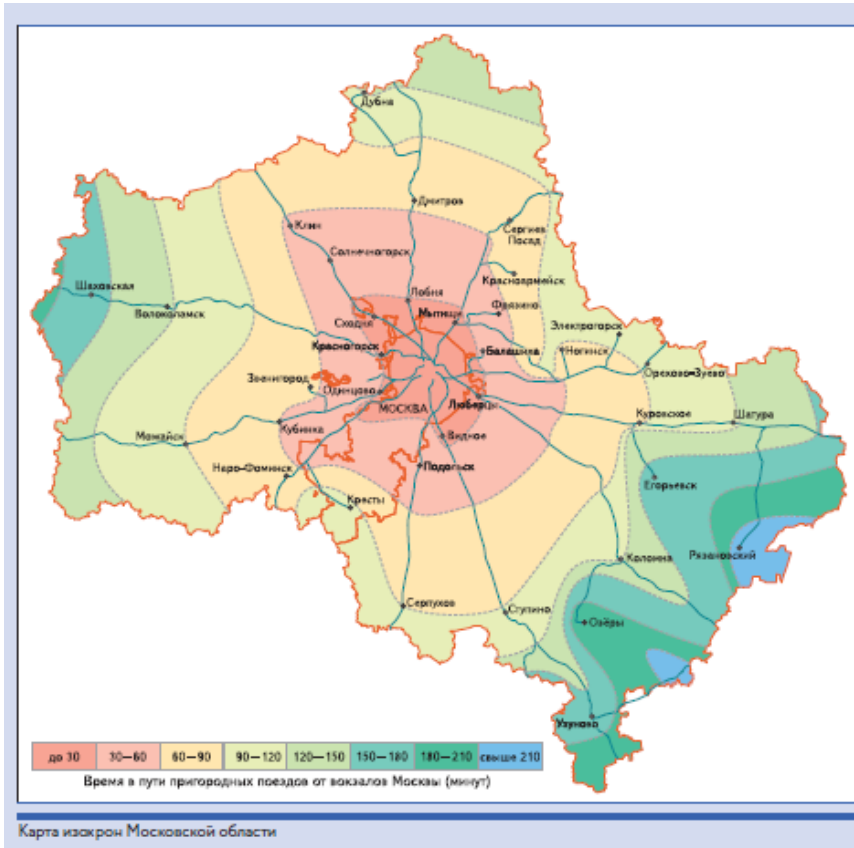 Дубна
Дмитров
Клин
Сергиев
Посад
Солнечногорск
Красноармейск
Шаховская
Лобня
Волоколамск
Фрязино
Сходня
Мытищи
Электрогорск
Красногорск
Балашиха
Ногинск
Орехово-Зуево
Звенигород
Одинцово
МОСКВА
Люберцы
Куровское
Шатура
Кубинка
Можайск
Видное
Наро-Фоминск
Подольск
Егорьевск
Кресты
Рязановский
Коломна
Серпухов
Ступино
Озёры
Узуново
до 30
30—60
60—90
90—120
120—150
150—180
180—210
свыше 210
Время в пути пригородных поездов от вокзалов Москвы (минут)
Карта изохрон Московской области